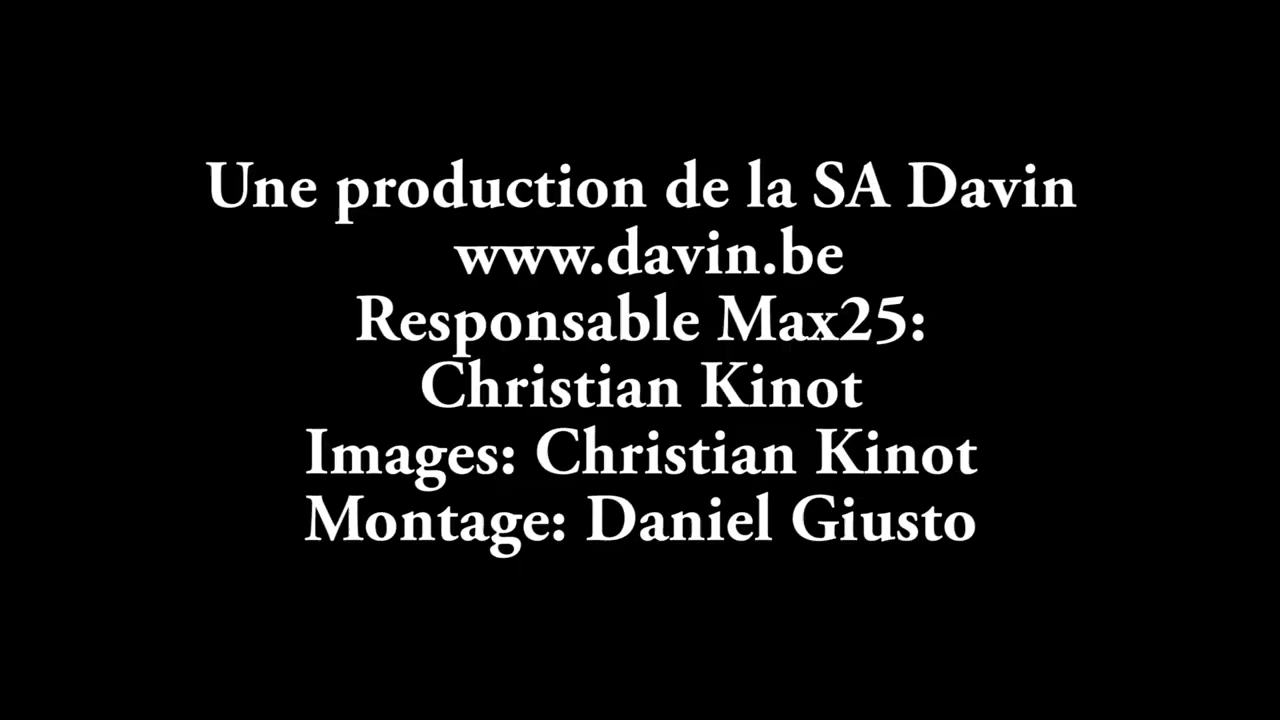 Une production de la SA Davin
www.davin.be
Responsable Max25:
Christian Kinot
Images: Christian Kinot
Montage: Daniel Giusto